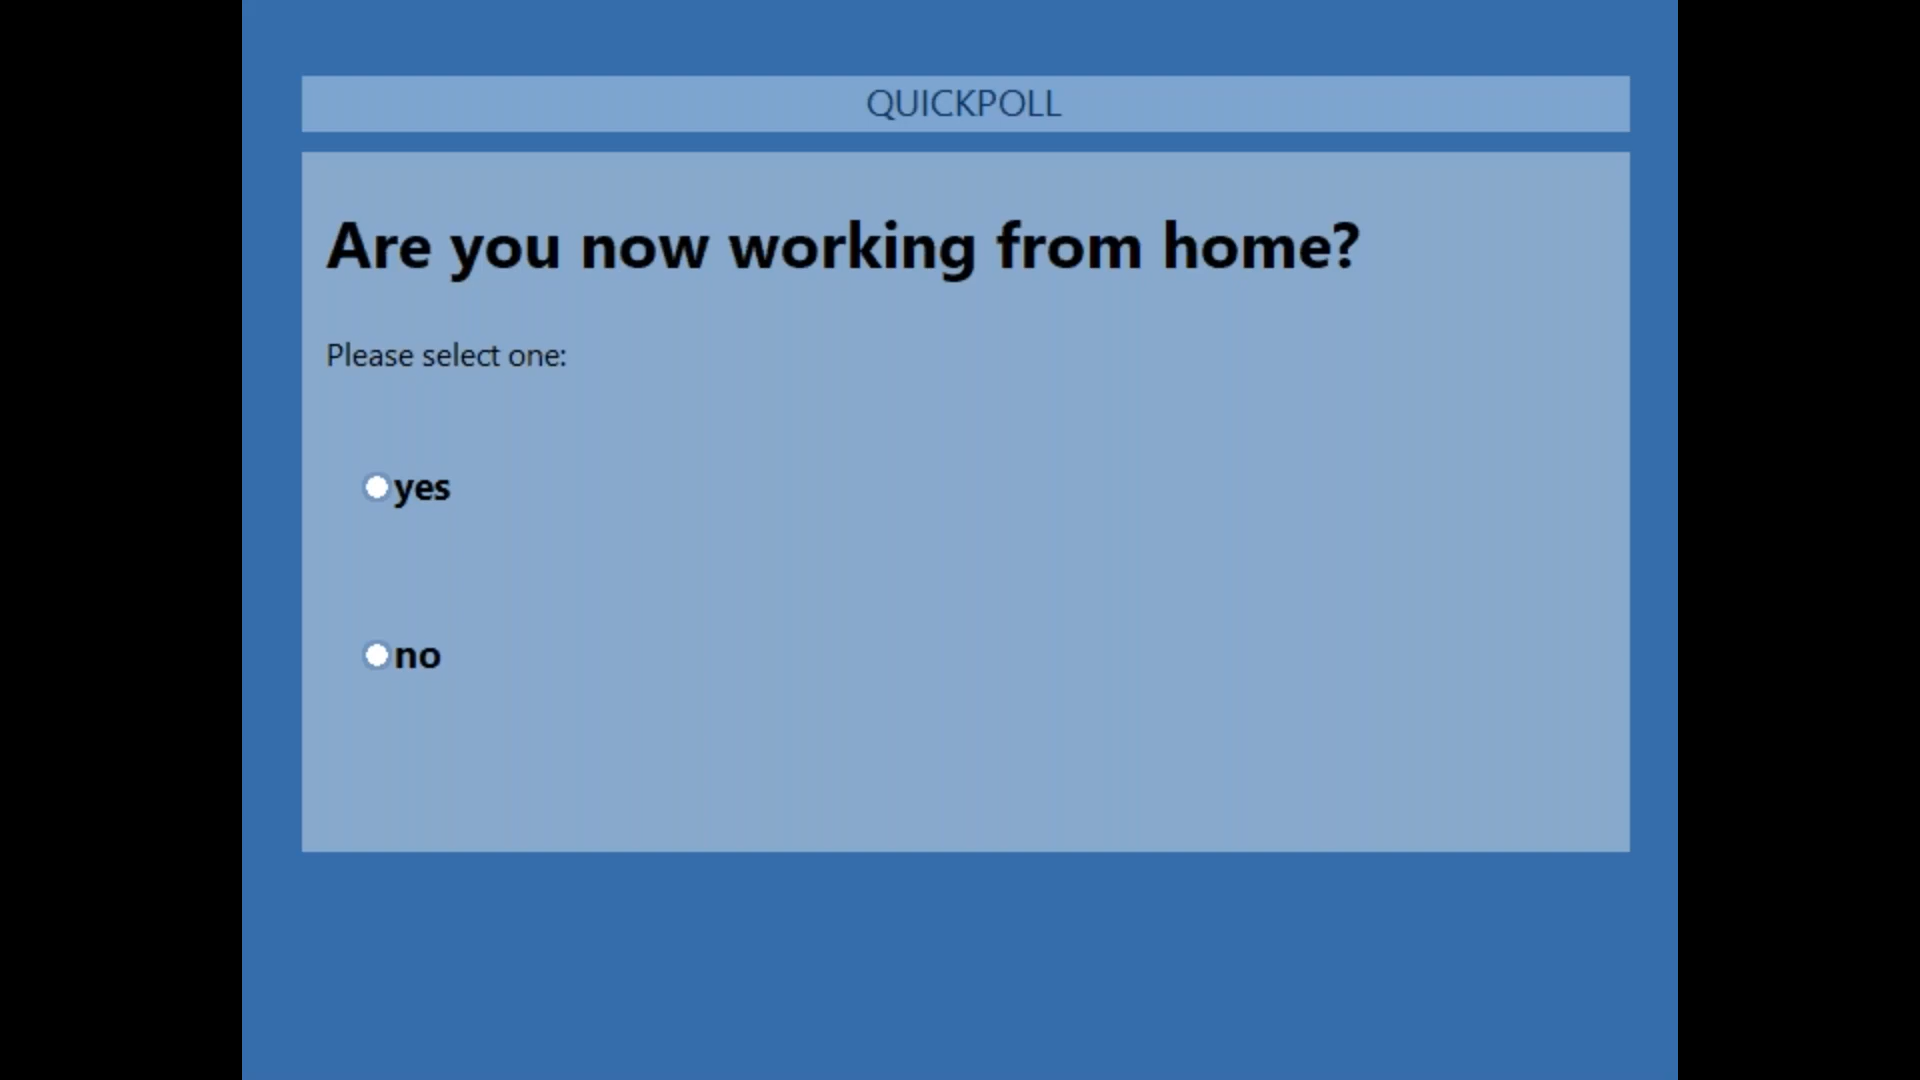 QUICKPOLL
Are you now working from home?
Please select one:
yes
no